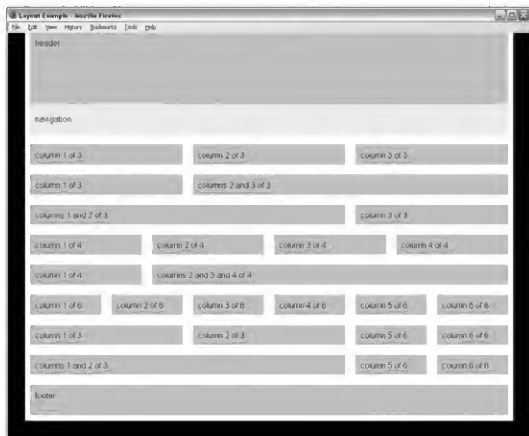 Layout Example - Mozilla Firefox
File Edit View History Bookmarks Tools Help
header
navigation
column 1 of 3 column 2 of 3 column 3 of 3
column 1 of 3 columns 2 and 3 of 3
columns 1 and 2 of 3 column 3 of 3
column 1 of 4 column 2 of 4 column 3 of 4 column 4 of 4
column 1 of 4 columns 2 and 3 and 4 of 4
column 1 of 6 column 2 of 6 column 3 of 6 column 4 of 6 column 5 of 6 column 6 of 6
column 1 of 3 column 2 of 3 column 5 of 6 column 6 of 6
columns 1 and 2 of 3 column 5 of 6 column 6 of 6
footer